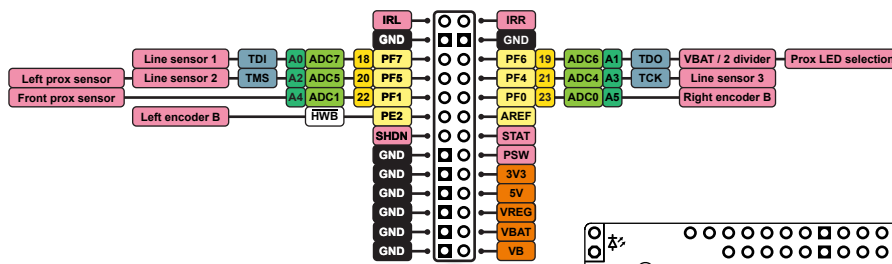 IRL IRR
GND GND
Line sensor 1 TDI A0 ADC7 18 PF7 PF6 19 ADC6 A1 TDO VBAT / 2 divider Prox LED selection
Left prox sensor Line sensor 2 TMS A2 ADC5 20 PF5 PF4 21 ADC4 A3 TCK Line sensor 3
Front prox sensor A4 ADC1 22 PF1 PF0 23 ADC0 A5 Right encoder B
Left encoder B HWB PE2 AREF
SHDN STAT
GND PSW
GND 3V3
GND 5V
GND VREG
GND VBAT
GND VB